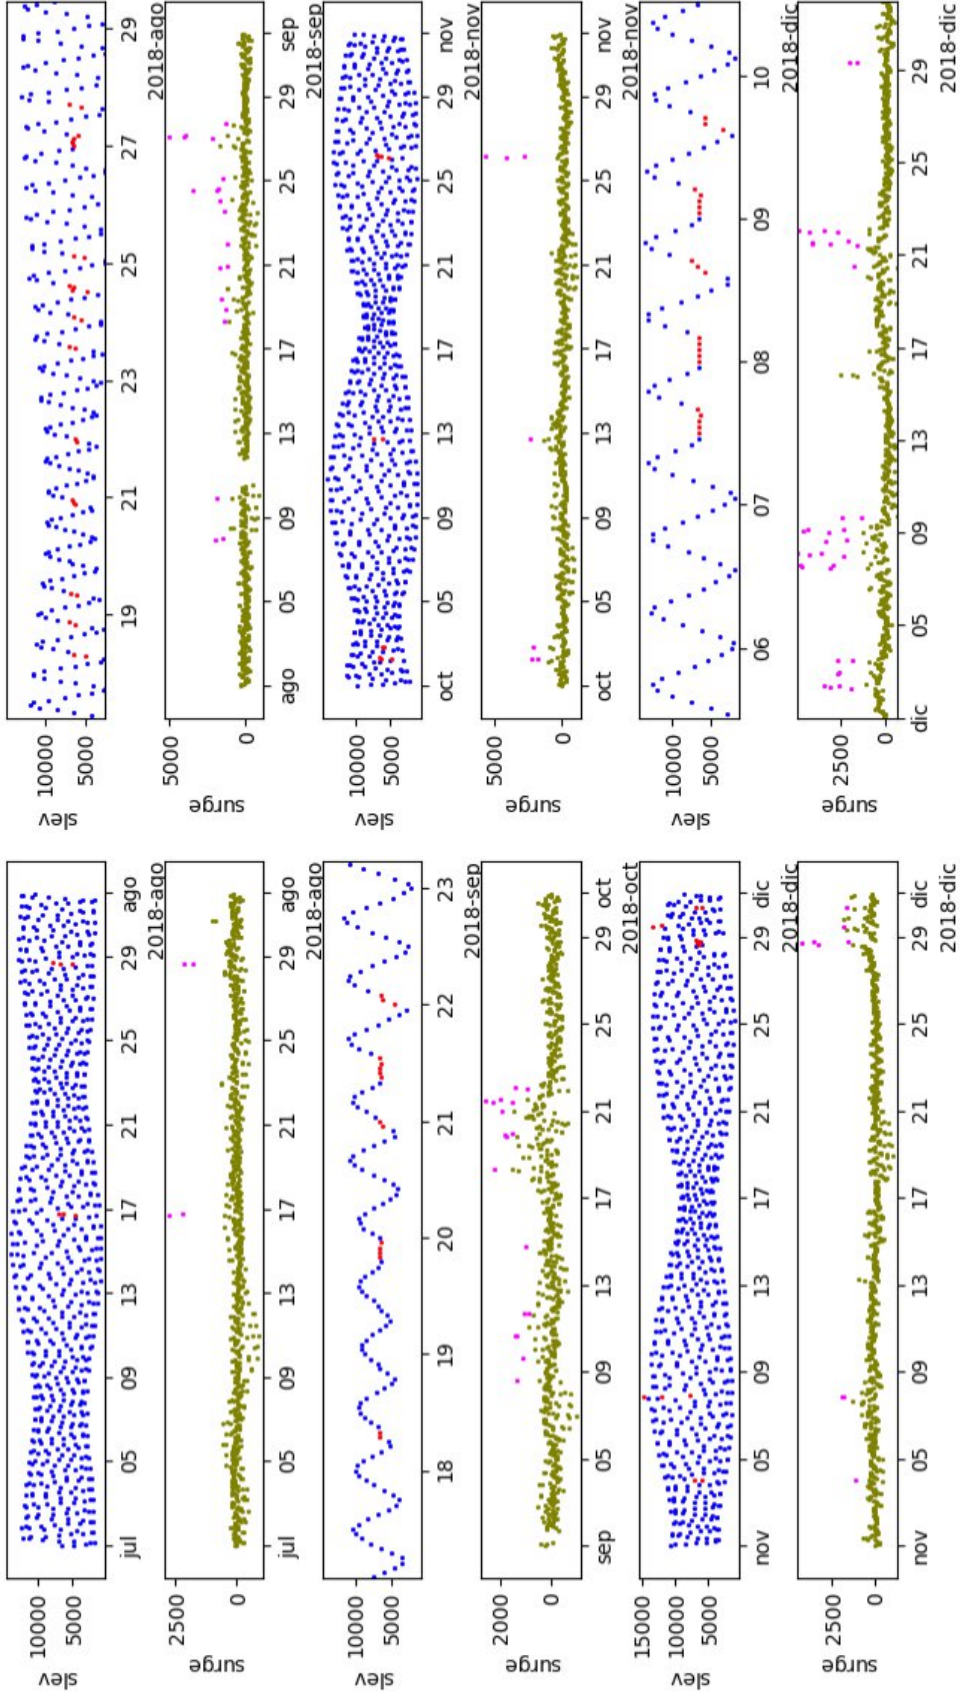 slev
10000
5000
jul 05 09 13 17 21 25 29 ago
2018-ago
slev
10000
5000
19 21 23 25 27 29
2018-ago
surge
2500
0
jul 05 09 13 17 21 25 29 ago
2018-ago
surge
5000
0
ago 05 09 13 17 21 25 29 sep
2018-sep
slev
10000
5000
18 19 20 21 22 23
2018-sep
slev
10000
5000
oct 05 09 13 17 21 25 29 nov
2018-nov
surge
2000
0
sep 05 09 13 17 21 25 29 oct
2018-oct
surge
5000
0
oct 05 09 13 17 21 25 29 nov
2018-nov
slev
15000
10000
5000
nov 05 09 13 17 21 25 29 dic
2018-dic
slev
10000
5000
06 07 08 09 10
2018-dic
surge
2500
0
nov 05 09 13 17 21 25 29 dic
2018-dic
surge
2500
0
dic 05 09 13 17 21 25 29
2018-dic